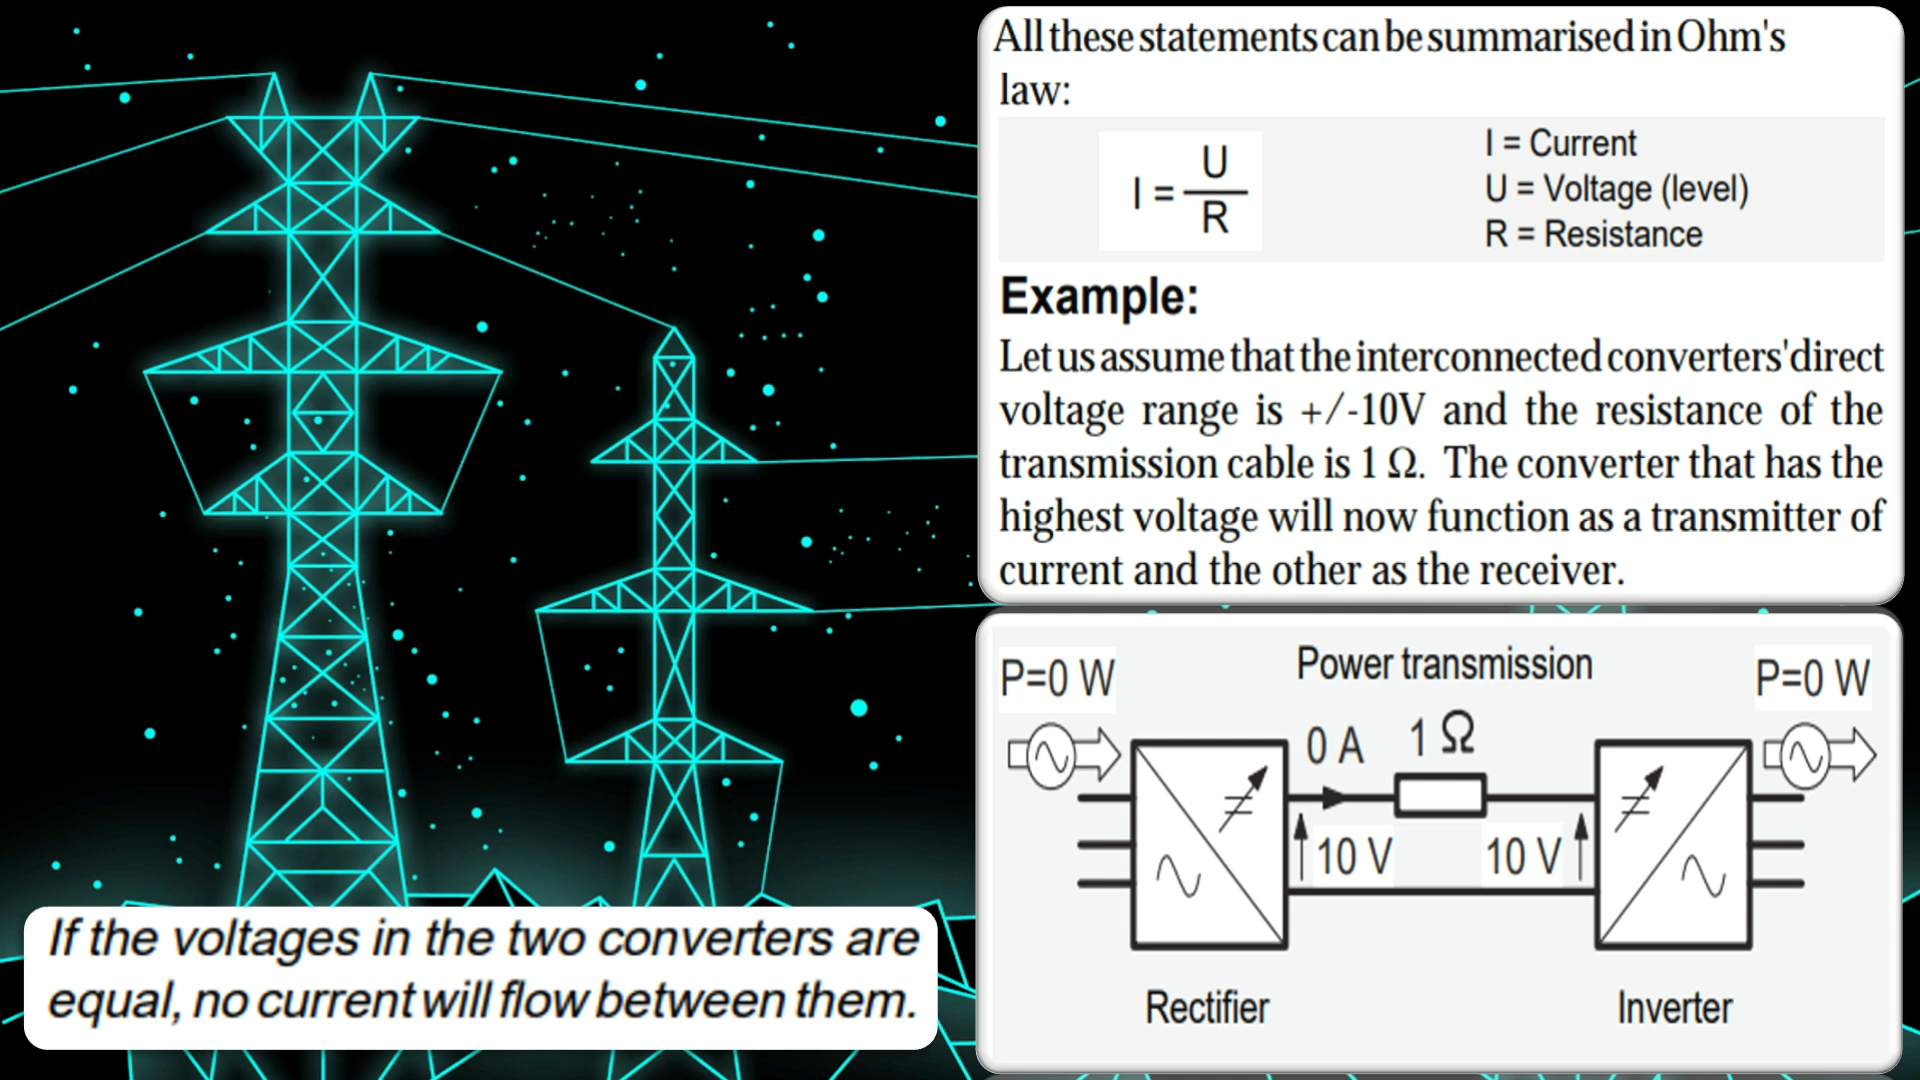 All these statements can be summarised in Ohm's
law:
I = U
R
I = Current
U = Voltage (level)
R = Resistance
Example:
Let us assume that the interconnected converters' direct
voltage range is +/-10V and the resistance of the
transmission cable is 1 Ω. The converter that has the
highest voltage will now function as a transmitter of
current and the other as the receiver.
P=0 W
Power transmission
P=0 W
0 A
1 Ω
10 V
10 V
Rectifier
Inverter
If the voltages in the two converters are
equal, no current will flow between them.